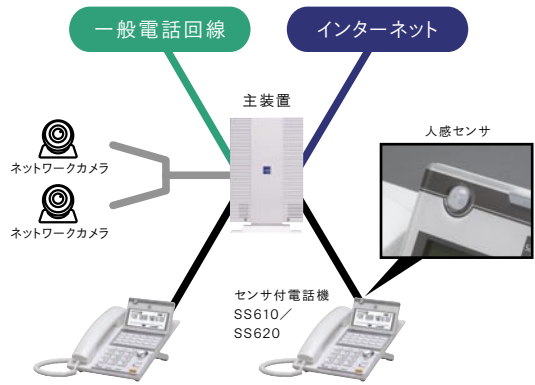 一般電話回線
インターネット
主装置
人感センサ
ネットワークカメラ
ネットワークカメラ
センサ付電話機
SS610／
SS620